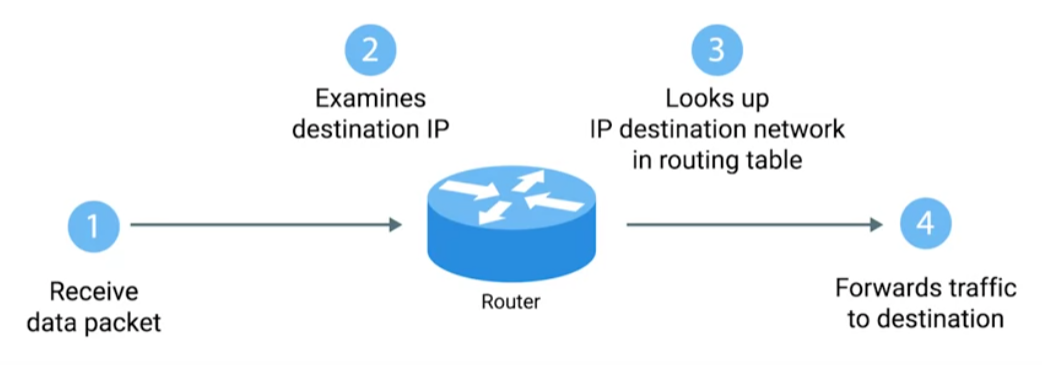 1
Receive
data packet
2
Examines
destination IP
Router
3
Looks up
IP destination network
in routing table
4
Forwards traffic
to destination